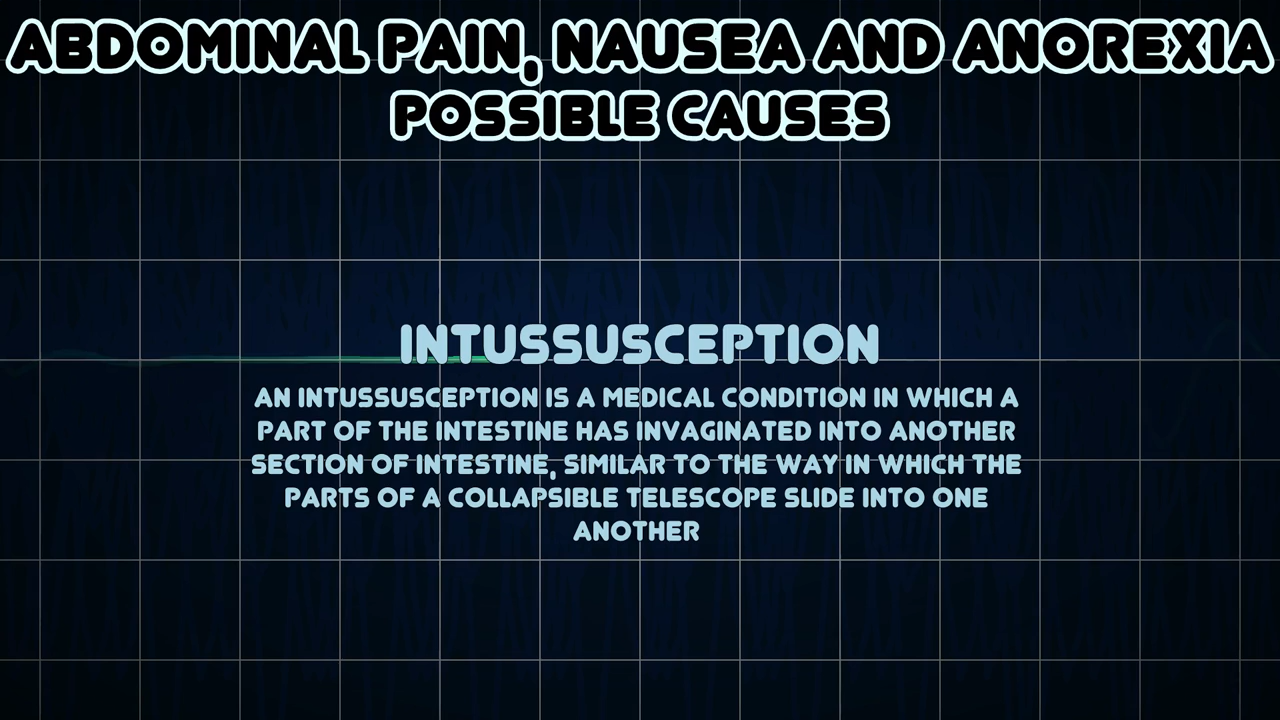 ABDOMINAL PAIN, NAUSEA AND ANOREXIA
POSSIBLE CAUSES
INTUSSUSCEPTION
AN INTUSSUSCEPTION IS A MEDICAL CONDITION IN WHICH A
PART OF THE INTESTINE HAS INVAGINATED INTO ANOTHER
SECTION OF INTESTINE, SIMILAR TO THE WAY IN WHICH THE
PARTS OF A COLLAPSIBLE TELESCOPE SLIDE INTO ONE
ANOTHER